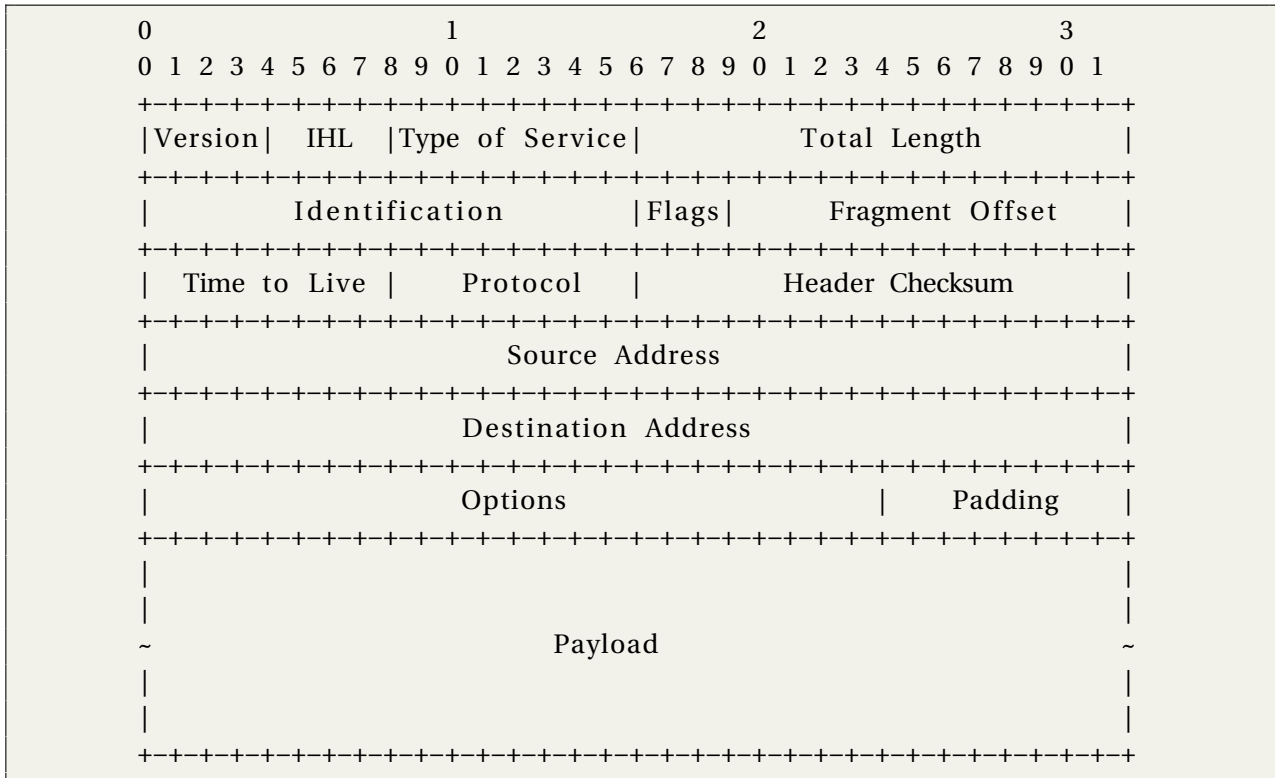 0 1 2 3
0 1 2 3 4 5 6 7 8 9 0 1 2 3 4 5 6 7 8 9 0 1 2 3 4 5 6 7 8 9 0 1
+-+-+-+-+-+-+-+-+-+-+-+-+-+-+-+-+-+-+-+-+-+-+-+-+-+-+-+-+-+-+-+-+
|Version| IHL |Type of Service| Total Length |
+-+-+-+-+-+-+-+-+-+-+-+-+-+-+-+-+-+-+-+-+-+-+-+-+-+-+-+-+-+-+-+-+
| Identification |Flags| Fragment Offset |
+-+-+-+-+-+-+-+-+-+-+-+-+-+-+-+-+-+-+-+-+-+-+-+-+-+-+-+-+-+-+-+-+
| Time to Live | Protocol | Header Checksum |
+-+-+-+-+-+-+-+-+-+-+-+-+-+-+-+-+-+-+-+-+-+-+-+-+-+-+-+-+-+-+-+-+
| Source Address |
+-+-+-+-+-+-+-+-+-+-+-+-+-+-+-+-+-+-+-+-+-+-+-+-+-+-+-+-+-+-+-+-+
| Destination Address |
+-+-+-+-+-+-+-+-+-+-+-+-+-+-+-+-+-+-+-+-+-+-+-+-+-+-+-+-+-+-+-+-+
| Options | Padding |
+-+-+-+-+-+-+-+-+-+-+-+-+-+-+-+-+-+-+-+-+-+-+-+-+-+-+-+-+-+-+-+-+
| |
| |
~ Payload ~
| |
| |
+-+-+-+-+-+-+-+-+-+-+-+-+-+-+-+-+-+-+-+-+-+-+-+-+-+-+-+-+-+-+-+-+